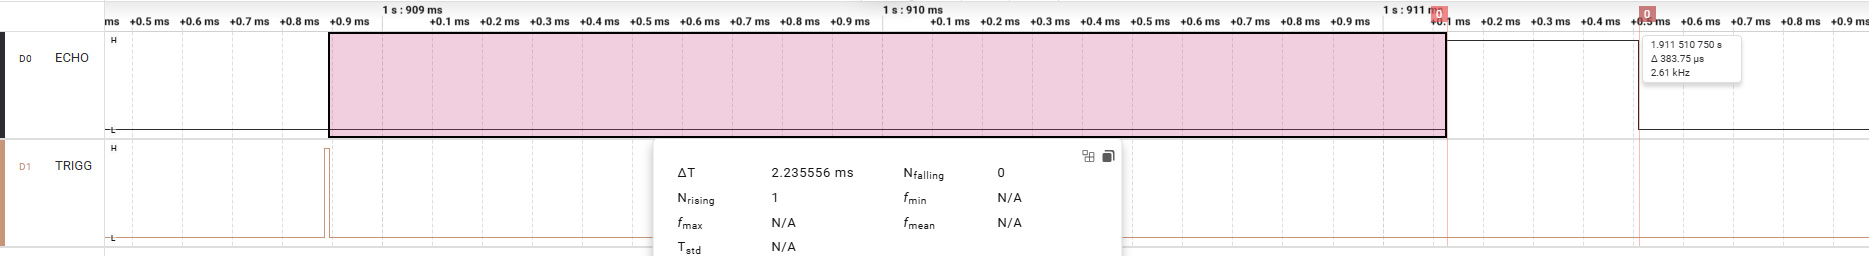 1 s : 909 ms 1 s : 910 ms 1 s : 911 ms
ms +0.5 ms +0.6 ms +0.7 ms +0.8 ms +0.9 ms +0.1 ms +0.2 ms +0.3 ms +0.4 ms +0.5 ms +0.6 ms +0.7 ms +0.8 ms +0.9 ms +0.1 ms +0.2 ms +0.3 ms +0.4 ms +0.5 ms +0.6 ms +0.7 ms +0.8 ms +0.9 ms +0.1 ms +0.2 ms +0.3 ms +0.4 ms +0.5 ms +0.6 ms +0.7 ms +0.8 ms +0.9 ms
0 0
H
D0 ECHO
L
1.911 510 750 s
Δ 383.75 µs
2.61 kHz
H
D1 TRIGG
L
ΔT 2.235556 ms Nfalling 0
Nrising 1 fmin N/A
fmax N/A fmean N/A
Tstd N/A